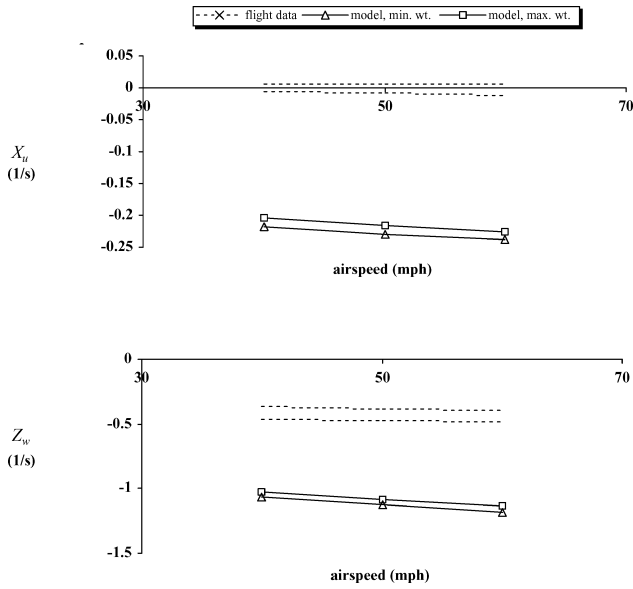 flight data model, min. wt. model, max. wt.
0.05
0
30 50 70
-0.05
-0.1
X_u
(1/s)
-0.15
-0.2
-0.25
airspeed (mph)
0
30 50 70
-0.5
Z_w
(1/s)
-1
-1.5
airspeed (mph)